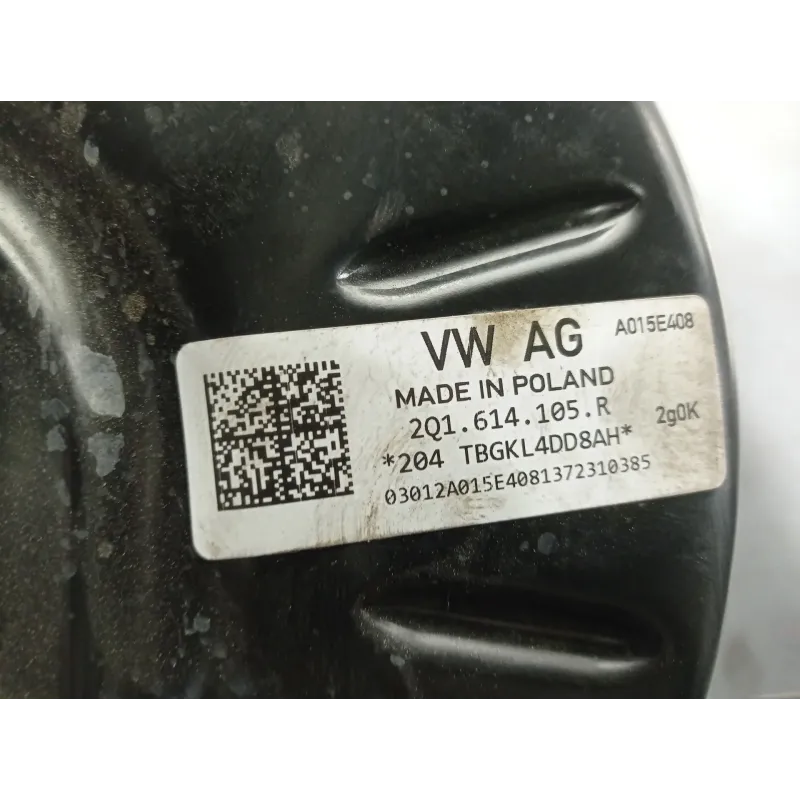 VW AG A015E408
MADE IN POLAND
2Q1.614.105.R 2g0K
*204 TBGKL4DD8AH*
03012A015E4081372310385